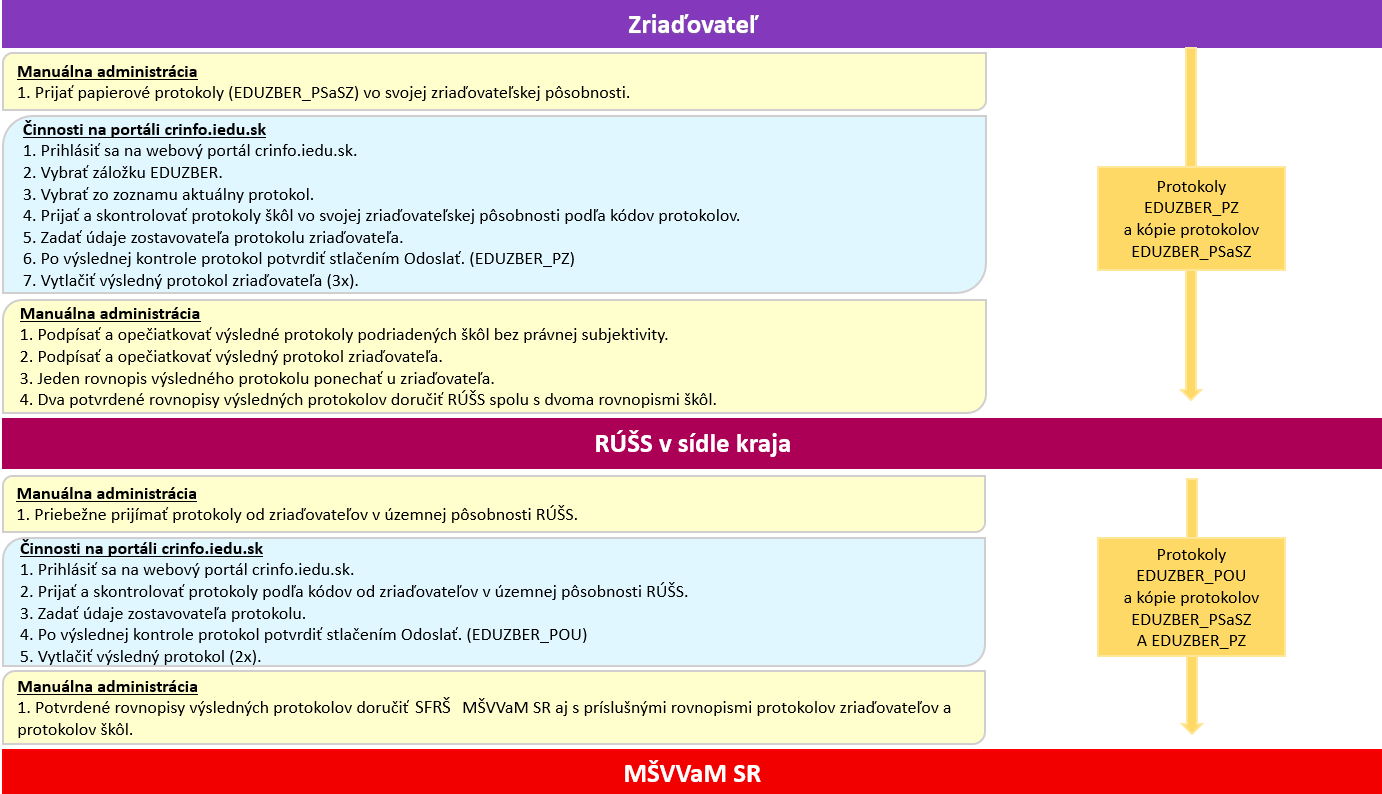 Zriaďovateľ
Manuálna administrácia
1. Prijať papierové protokoly (EDUZBER_PSaSZ) vo svojej zriaďovateľskej pôsobnosti.
Činnosti na portáli crinfo.iedu.sk
1. Prihlásiť sa na webový portál crinfo.iedu.sk.
2. Vybrať záložku EDUZBER.
3. Vybrať zo zoznamu aktuálny protokol.
4. Prijať a skontrolovať protokoly škôl vo svojej zriaďovateľskej pôsobnosti podľa kódov protokolov.
5. Zadať údaje zostavovateľa protokolu zriaďovateľa.
6. Po výslednej kontrole protokol potvrdiť stlačením Odoslať. (EDUZBER_PZ)
7. Vytlačiť výsledný protokol zriaďovateľa (3x).
Protokoly
EDUZBER_PZ
a kópie protokolov
EDUZBER_PSaSZ
Manuálna administrácia
1. Podpísať a opečiatkovať výsledné protokoly podriadených škôl bez právnej subjektivity.
2. Podpísať a opečiatkovať výsledný protokol zriaďovateľa.
3. Jeden rovnopis výsledného protokolu ponechať u zriaďovateľa.
4. Dva potvrdené rovnopisy výsledných protokolov doručiť RÚŠS spolu s dvoma rovnopismi škôl.
RÚŠS v sídle kraja
Manuálna administrácia
1. Priebežne prijímať protokoly od zriaďovateľov v územnej pôsobnosti RÚŠS.
Činnosti na portáli crinfo.iedu.sk
1. Prihlásiť sa na webový portál crinfo.iedu.sk.
2. Prijať a skontrolovať protokoly podľa kódov od zriaďovateľov v územnej pôsobnosti RÚŠS.
3. Zadať údaje zostavovateľa protokolu.
4. Po výslednej kontrole protokol potvrdiť stlačením Odoslať. (EDUZBER_POU)
5. Vytlačiť výsledný protokol (2x).
Protokoly
EDUZBER_POU
a kópie protokolov
EDUZBER_PSaSZ
A EDUZBER_PZ
Manuálna administrácia
1. Potvrdené rovnopisy výsledných protokolov doručiť SFRŠ MŠVVaM SR aj s príslušnými rovnopismi protokolov zriaďovateľov a
protokolov škôl.
MŠVVaM SR